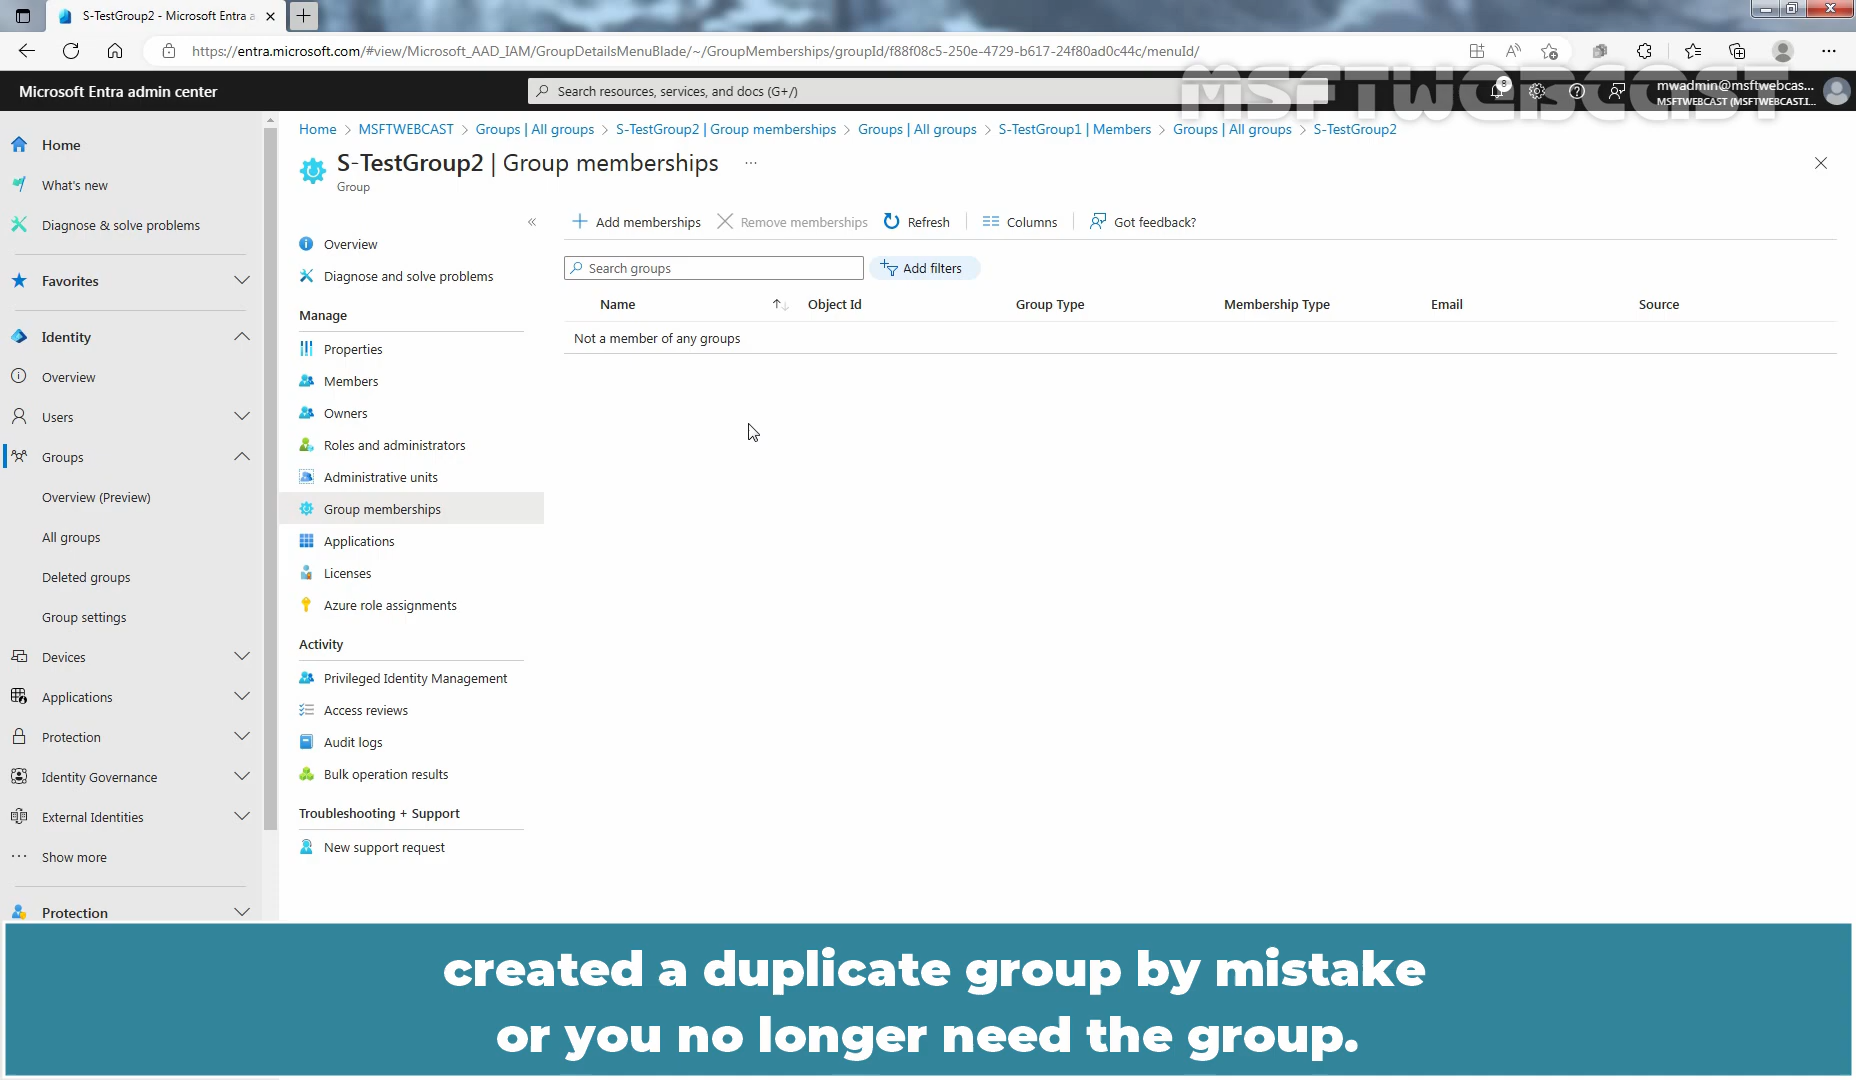 S-TestGroup2 - Microsoft Entra a
https://entra.microsoft.com/#view/Microsoft_AAD_IAM/GroupDetailsMenuBlade/~/GroupMemberships/groupId/f88f08c5-250e-4729-b617-24f80ad0c44c/menuId/
MSFTWEBCAST
Microsoft Entra admin center
Search resources, services, and docs (G+/)
8
mwadmin@msftwebcas...
MSFTWEBCAST (MSFTWEBCAST.I...
Home > MSFTWEBCAST > Groups | All groups > S-TestGroup2 | Group memberships > Groups | All groups > S-TestGroup1 | Members > Groups | All groups > S-TestGroup2
S-TestGroup2 | Group memberships ...
Group
Home
What's new
Diagnose & solve problems
Favorites
Identity
Overview
Users
Groups
Overview (Preview)
All groups
Deleted groups
Group settings
Devices
Applications
Protection
Identity Governance
External Identities
Show more
Protection
Overview
Diagnose and solve problems
Manage
Properties
Members
Owners
Roles and administrators
Administrative units
Group memberships
Applications
Licenses
Azure role assignments
Activity
Privileged Identity Management
Access reviews
Audit logs
Bulk operation results
Troubleshooting + Support
New support request
Add memberships Remove memberships Refresh Columns Got feedback?
Search groups Add filters
Name Object Id Group Type Membership Type Email Source
Not a member of any groups
created a duplicate group by mistake
or you no longer need the group.